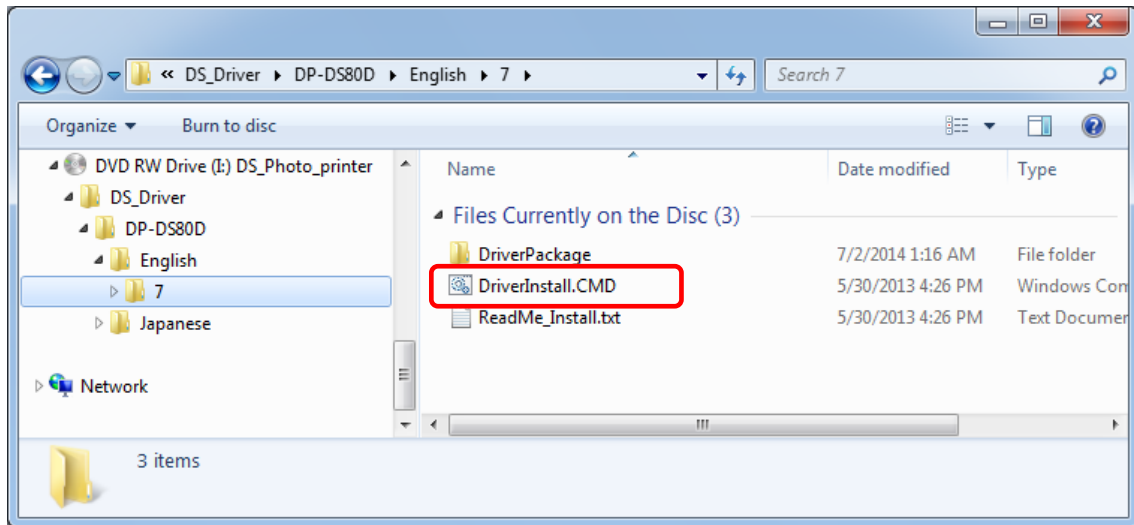 « DS_Driver DP-DS80D English 7
Search 7
Organize Burn to disc
DVD RW Drive (I:) DS_Photo_printer
DS_Driver
DP-DS80D
English
7
Japanese
Network
Name Date modified Type
Files Currently on the Disc (3)
DriverPackage 7/2/2014 1:16 AM File folder
DriverInstall.CMD 5/30/2013 4:26 PM Windows Com
ReadMe_Install.txt 5/30/2013 4:26 PM Text Documer
3 items